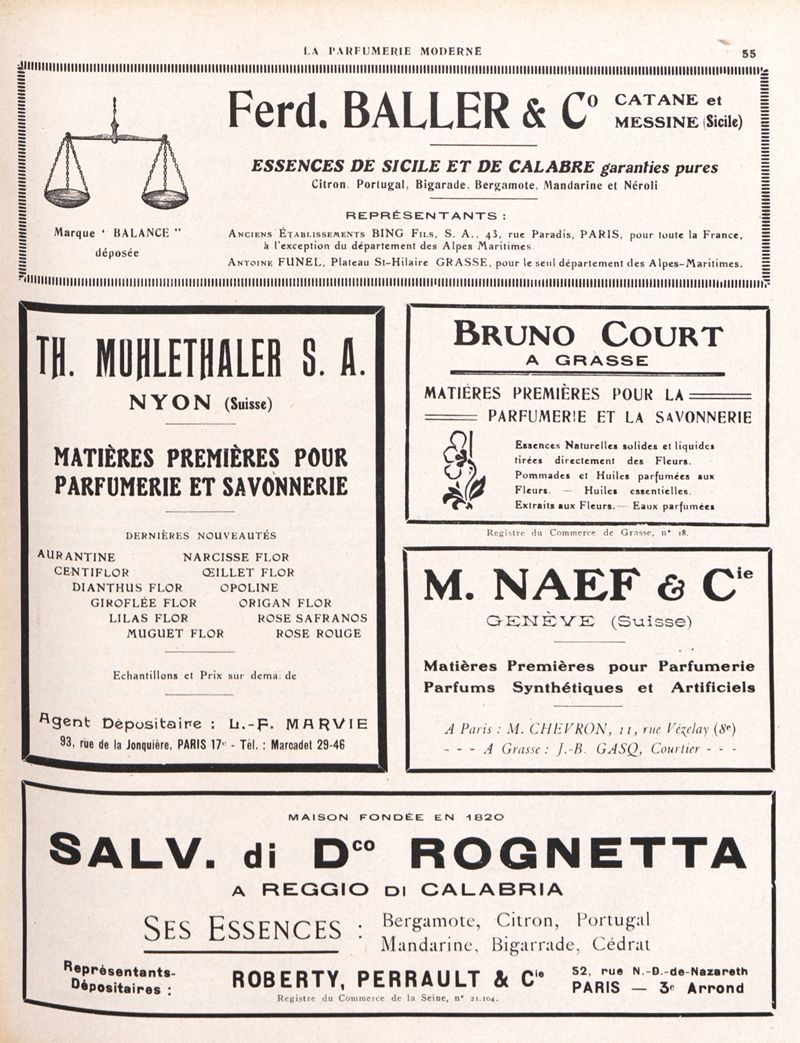 LA PARFUMERIE MODERNE
55
Ferd. BALLER & Cº CATANE et
MESSINE (Sicile)
ESSENCES DE SICILE ET DE CALABRE garanties pures
Citron, Portugal, Bigarade, Bergamote, Mandarine et Néroli
Marque “ BALANCE ”
déposée
REPRÉSENTANTS :
ANCIENS ÉTABLISSEMENTS BING FILS, S. A., 43, rue Paradis, PARIS, pour toute la France,
à l'exception du département des Alpes Maritimes.
ANTOINE FUNEL, Plateau St-Hilaire GRASSE, pour le seul département des Alpes-Maritimes.
TH. MUHLETHALER S. A.
NYON (Suisse)
MATIÈRES PREMIÈRES POUR
PARFUMERIE ET SAVONNERIE
DERNIÈRES NOUVEAUTÉS
AURANTINE NARCISSE FLOR
CENTIFLOR ŒILLET FLOR
DIANTHUS FLOR OPOLINE
GIROFLÉE FLOR ORIGAN FLOR
LILAS FLOR ROSE SAFRANOS
MUGUET FLOR ROSE ROUGE
Echantillons et Prix sur dema: de
Agent Dépositaire : L.-F. MARVIE
93, rue de la Jonquière, PARIS 17e - Tél. : Marcadet 29-46
BRUNO COURT
A GRASSE
MATIÈRES PREMIÈRES POUR LA
PARFUMERIE ET LA SAVONNERIE
Essences Naturelles solides et liquides
tirées directement des Fleurs.
Pommades et Huiles parfumées aux
Fleurs. — Huiles essentielles.
Extraits aux Fleurs. — Eaux parfumées
Registre du Commerce de Grasse, n° 18.
M. NAEF & Cie
GENÈVE (Suisse)
Matières Premières pour Parfumerie
Parfums Synthétiques et Artificiels
A Paris : M. CHEVRON, 11, rue Vézelay (8e)
- - - A Grasse : J.-B. GASQ, Courtier - - -
MAISON FONDÉE EN 1820
SALV. di Dco ROGNETTA
A REGGIO DI CALABRIA
SES ESSENCES : Bergamote, Citron, Portugal
Mandarine, Bigarrade, Cédrat
Représentants-
Dépositaires :
ROBERTY, PERRAULT & Cie
Registre du Commerce de la Seine, n° 21.104.
52, rue N.-D.-de-Nazareth
PARIS — 3e Arrond